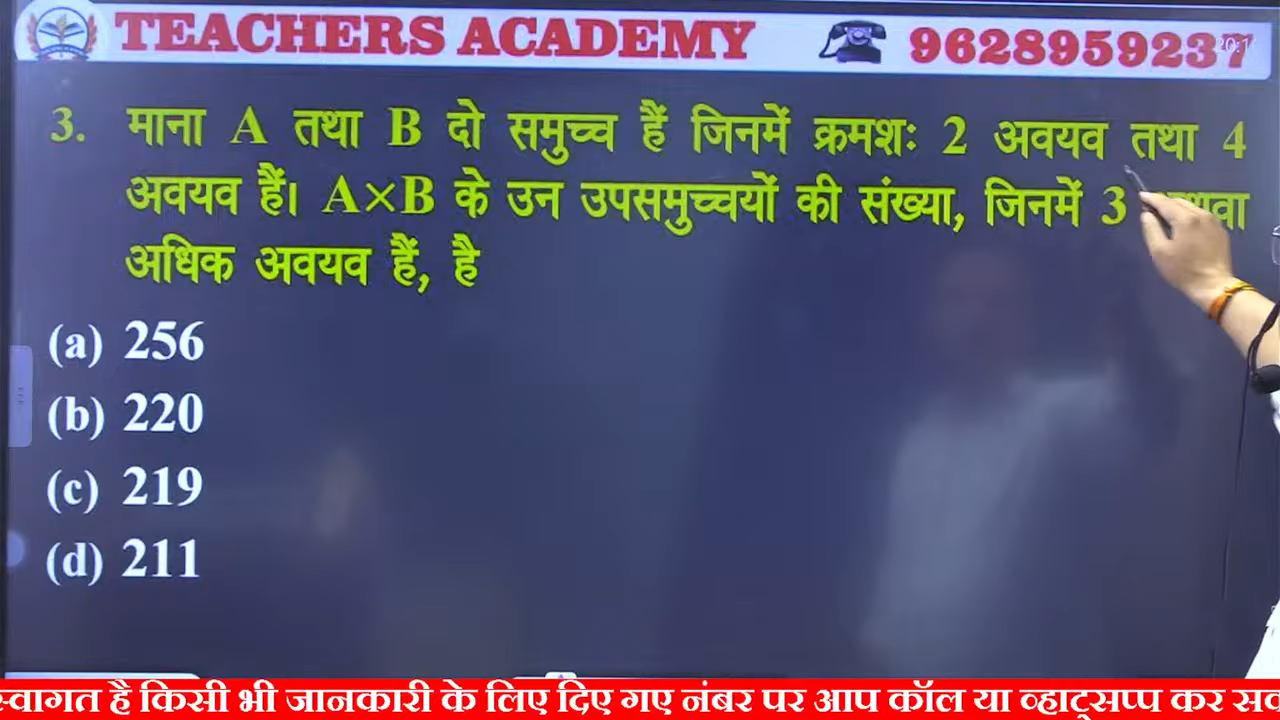 TEACHERS ACADEMY 9628959237
3. माना A तथा B दो समुच्च हैं जिनमें क्रमशः 2 अवयव तथा 4
अवयव हैं। A×B के उन उपसमुच्चयों की संख्या, जिनमें 3
अधिक अवयव हैं, है
(a) 256
(b) 220
(c) 219
(d) 211
स्वागत है किसी भी जानकारी के लिए दिए गए नंबर पर आप कॉल या व्हाट्सप्प कर